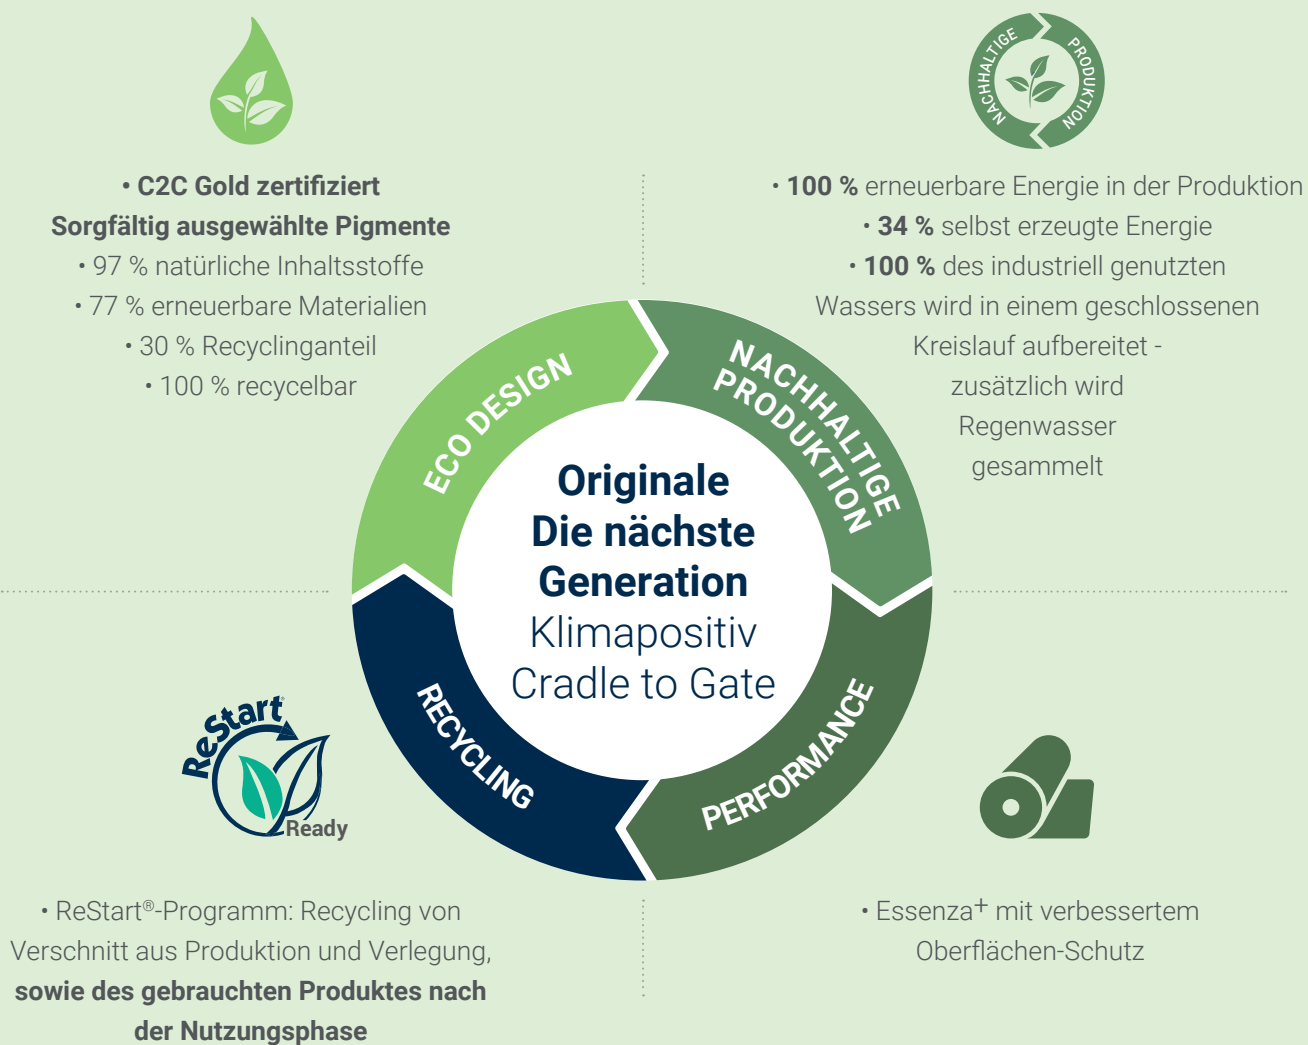 • C2C Gold zertifiziert
Sorgfältig ausgewählte Pigmente
• 97 % natürliche Inhaltsstoffe
• 77 % erneuerbare Materialien
• 30 % Recyclinganteil
• 100 % recycelbar
NACHHALTIGE
PRODUKTION
• 100 % erneuerbare Energie in der Produktion
• 34 % selbst erzeugte Energie
• 100 % des industriell genutzten
Wassers wird in einem geschlossenen
Kreislauf aufbereitet -
zusätzlich wird
Regenwasser
gesammelt
ECO DESIGN
NACHHALTIGE
PRODUKTION
Originale
Die nächste
Generation
Klimapositiv
Cradle to Gate
RECYCLING
PERFORMANCE
ReStart®
Ready
• ReStart®-Programm: Recycling von
Verschnitt aus Produktion und Verlegung,
sowie des gebrauchten Produktes nach
der Nutzungsphase
• Essenza+ mit verbessertem
Oberflächen-Schutz